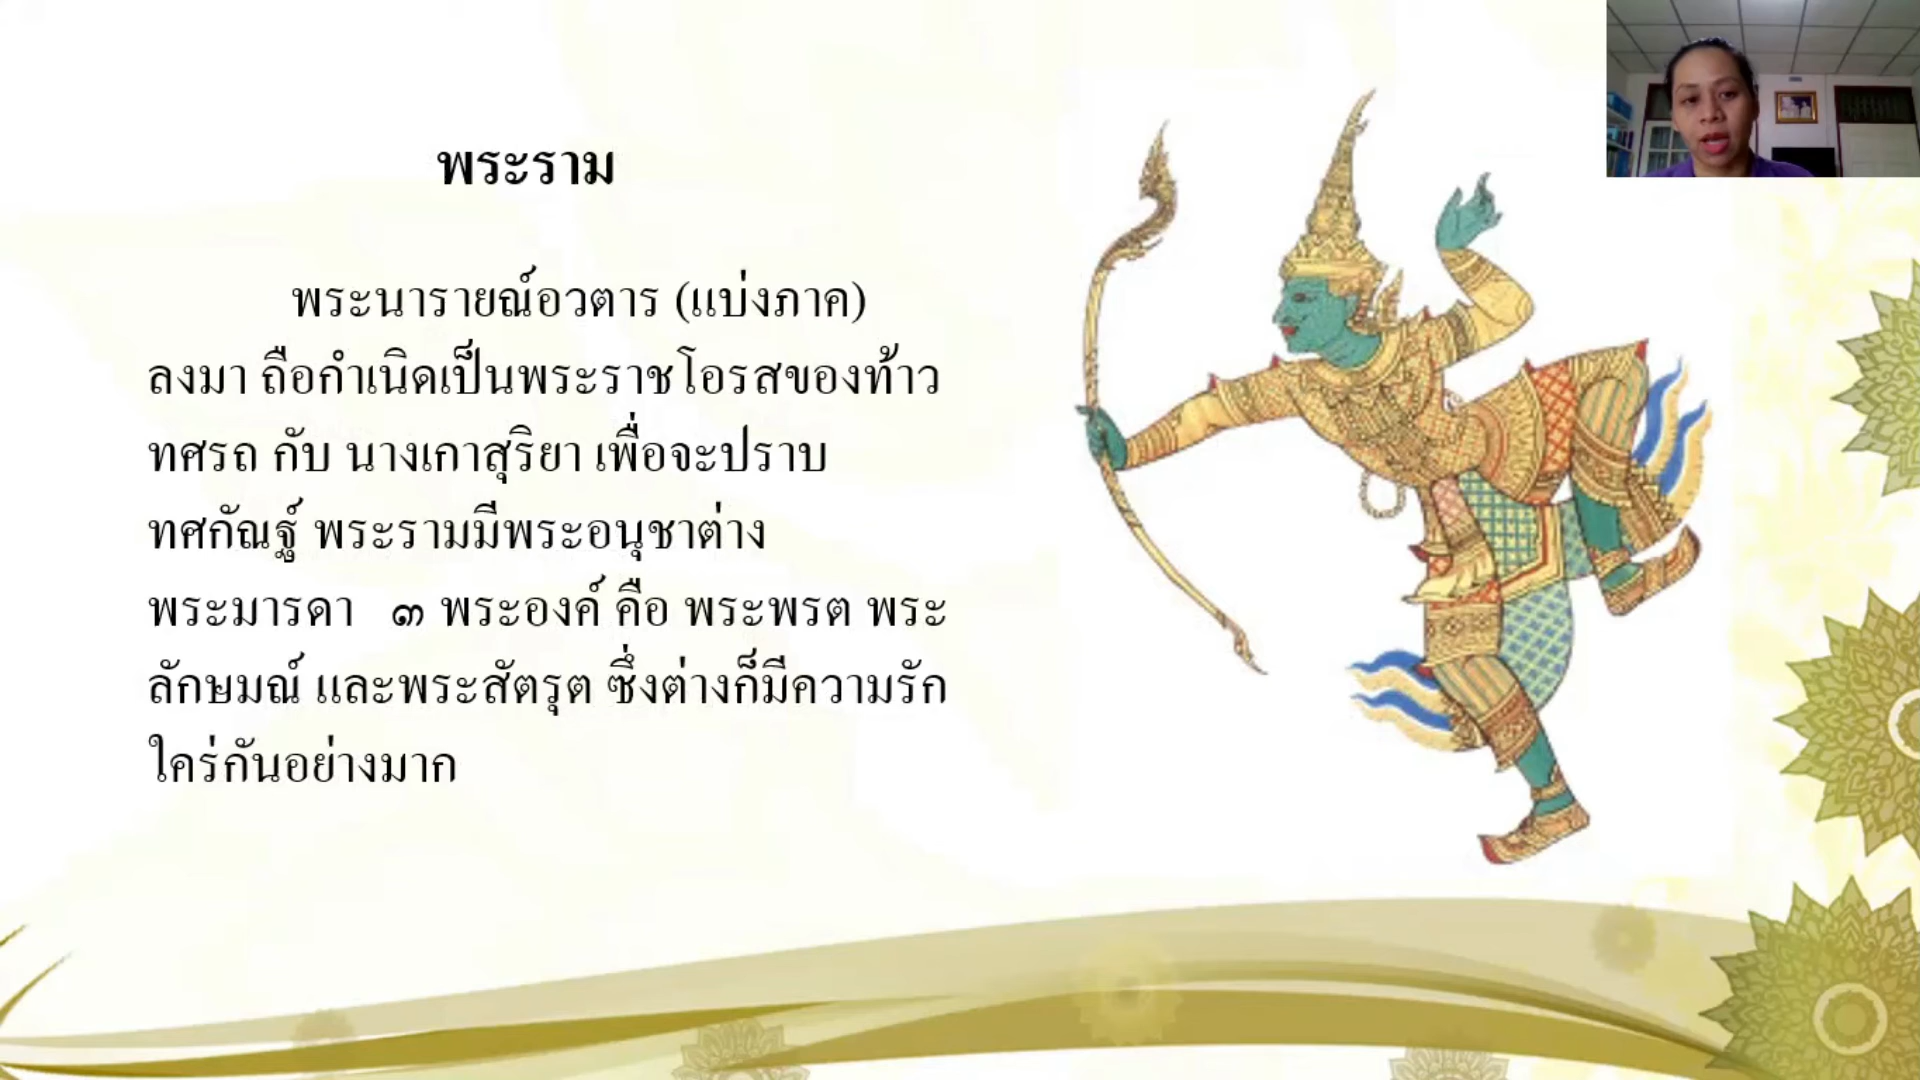 พระราม
พระนารายณ์อวตาร (แบ่งภาค)
ลงมา ถือกำเนิดเป็นพระราชโอรสของท้าว
ทศรถ กับ นางเกาสุริยา เพื่อจะปราบ
ทศกัณฐ์ พระรามมีพระอนุชาต่าง
พระมารดา ๓ พระองค์ คือ พระพรต พระ
ลักษมณ์ และพระสัตรุต ซึ่งต่างก็มีความรัก
ใคร่กันอย่างมาก